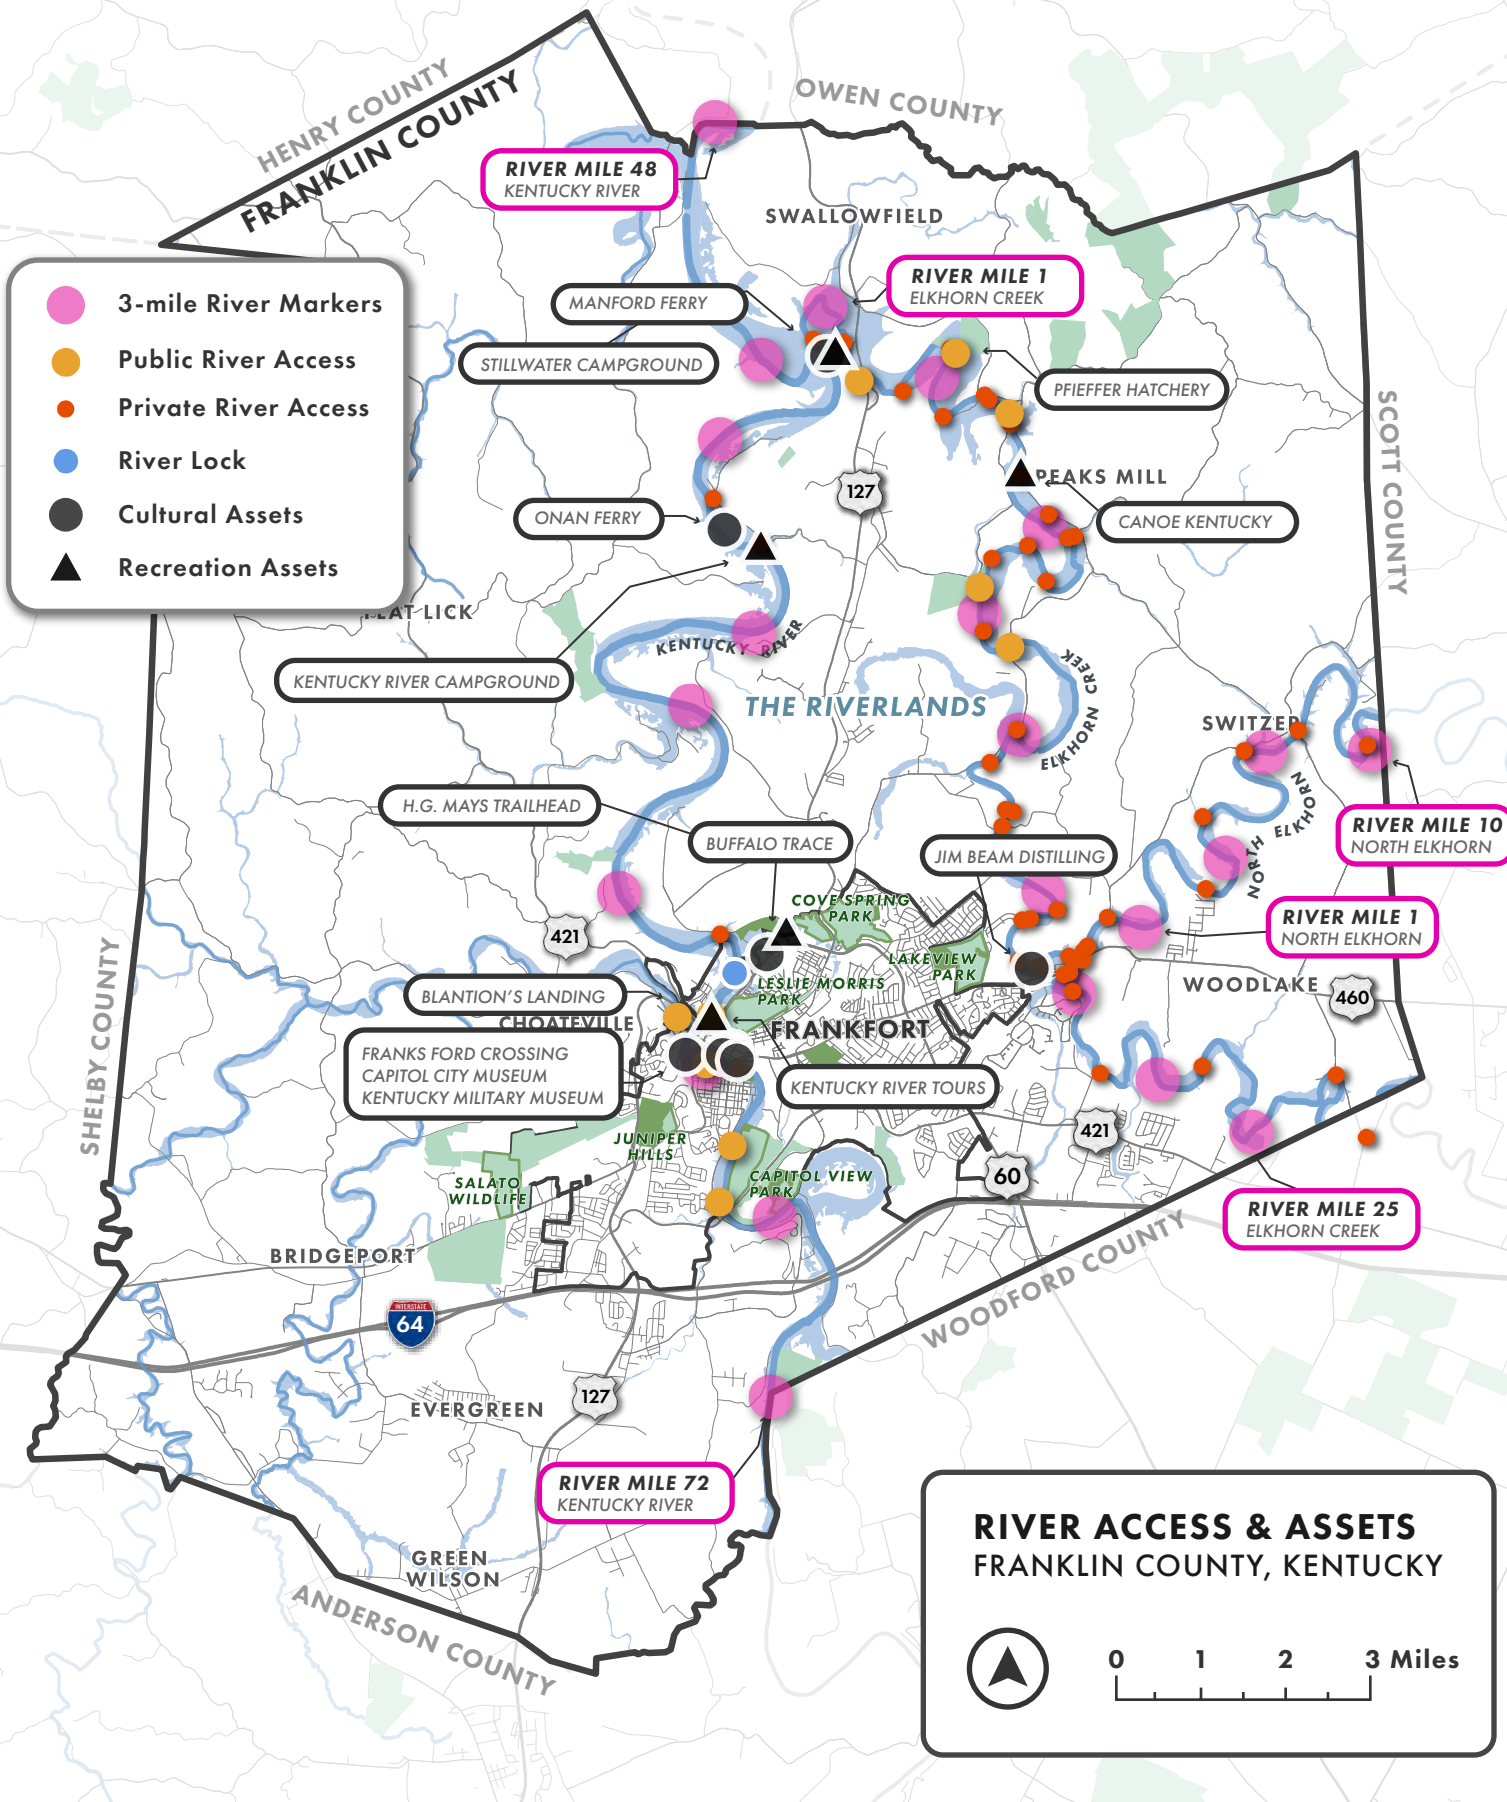 HENRY COUNTY
FRANKLIN COUNTY
OWEN COUNTY
RIVER MILE 48
KENTUCKY RIVER
SWALLOWFIELD
RIVER MILE 1
ELKHORN CREEK
MANFORD FERRY
STILLWATER CAMPGROUND
PFIEFFER HATCHERY
3-mile River Markers
Public River Access
Private River Access
River Lock
Cultural Assets
Recreation Assets
SCOTT COUNTY
127
PEAKS MILL
ONAN FERRY
CANOE KENTUCKY
FLAT LICK
KENTUCKY RIVER
KENTUCKY RIVER CAMPGROUND
THE RIVERLANDS
ELKHORN CREEK
SWITZER
NORTH ELKHORN
H.G. MAYS TRAILHEAD
BUFFALO TRACE
JIM BEAM DISTILLING
RIVER MILE 10
NORTH ELKHORN
COVE SPRING
PARK
RIVER MILE 1
NORTH ELKHORN
421
LAKEVIEW
PARK
SHELBY COUNTY
LESLIE MORRIS
PARK
WOODLAKE
460
BLANTION'S LANDING
CHOATEVILLE
FRANKFORT
FRANKS FORD CROSSING
CAPITOL CITY MUSEUM
KENTUCKY MILITARY MUSEUM
KENTUCKY RIVER TOURS
421
JUNIPER
HILLS
CAPITOL VIEW
PARK
60
SALATO
WILDLIFE
RIVER MILE 25
ELKHORN CREEK
BRIDGEPORT
WOODFORD COUNTY
INTERSTATE
64
127
EVERGREEN
RIVER MILE 72
KENTUCKY RIVER
GREEN
WILSON
ANDERSON COUNTY
RIVER ACCESS & ASSETS
FRANKLIN COUNTY, KENTUCKY
0 1 2 3 Miles